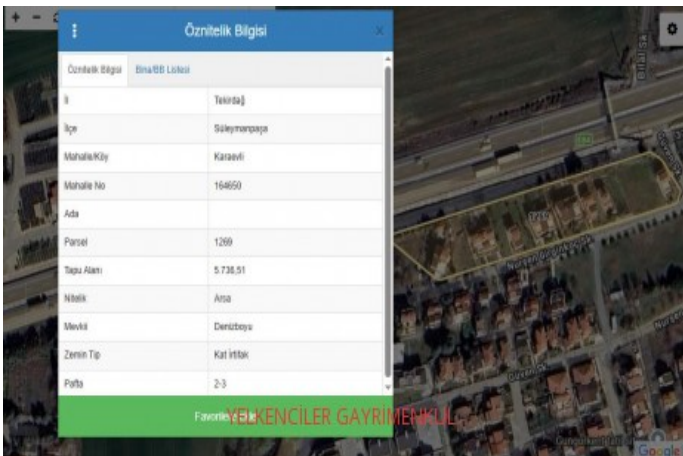 Öznitelik Bilgisi
Öznitelik Bilgisi Bina/BB Listesi
İl Tekirdağ
İlçe Süleymanpaşa
Mahalle/Köy Karaevli
Mahalle No 164650
Ada
Parsel 1269
Tapu Alanı 5.736,51
Nitelik Arsa
Mevkii Denizboyu
Zemin Tip Kat İrtifak
Pafta 2-3
YELKENCİLER GAYRİMENKUL
Google